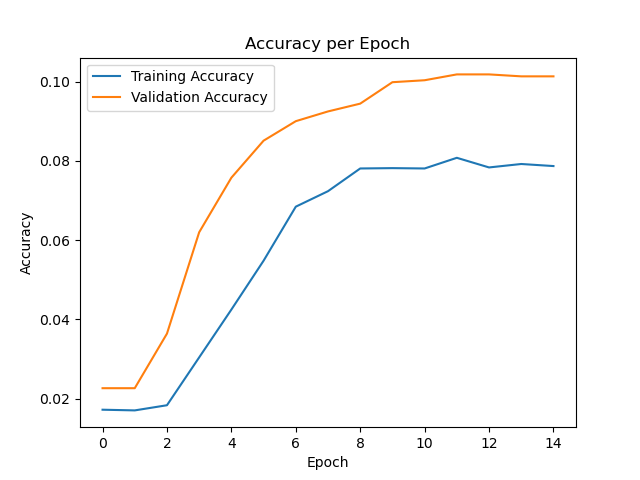 Accuracy per Epoch
Training Accuracy
Validation Accuracy
Accuracy
0.10
0.08
0.06
0.04
0.02
0 2 4 6 8 10 12 14
Epoch